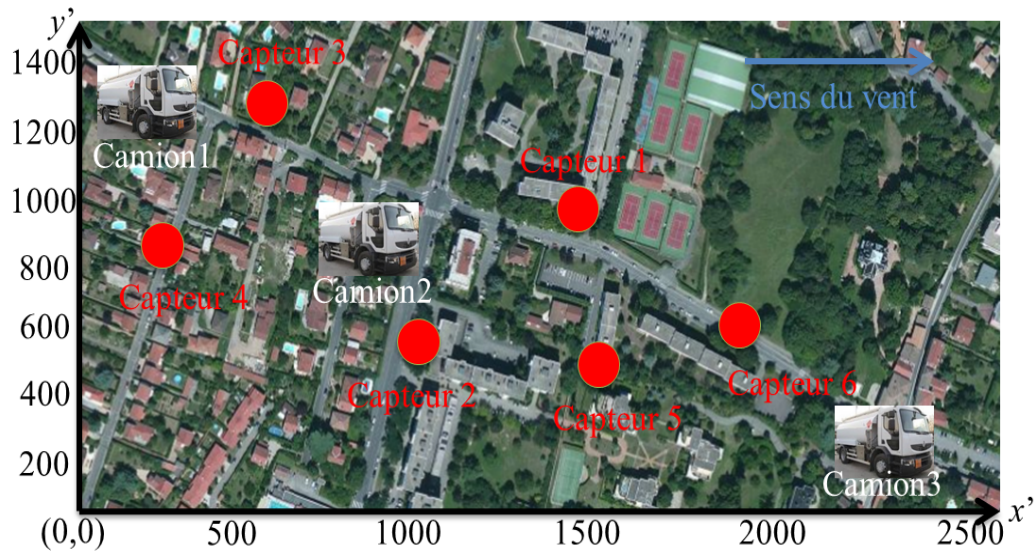 y'
1400
1200
1000
800
600
400
200
(0,0)
500
1000
1500
2000
2500
x'
Capteur 3
Sens du vent
Camion1
Capteur 1
Camion2
Capteur 4
Capteur 2
Capteur 5
Capteur 6
Camion3